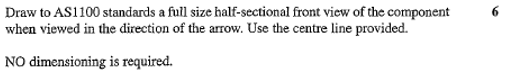 Draw to AS1100 standards a full size half-sectional front view of the component 6
when viewed in the direction of the arrow. Use the centre line provided.
NO dimensioning is required.